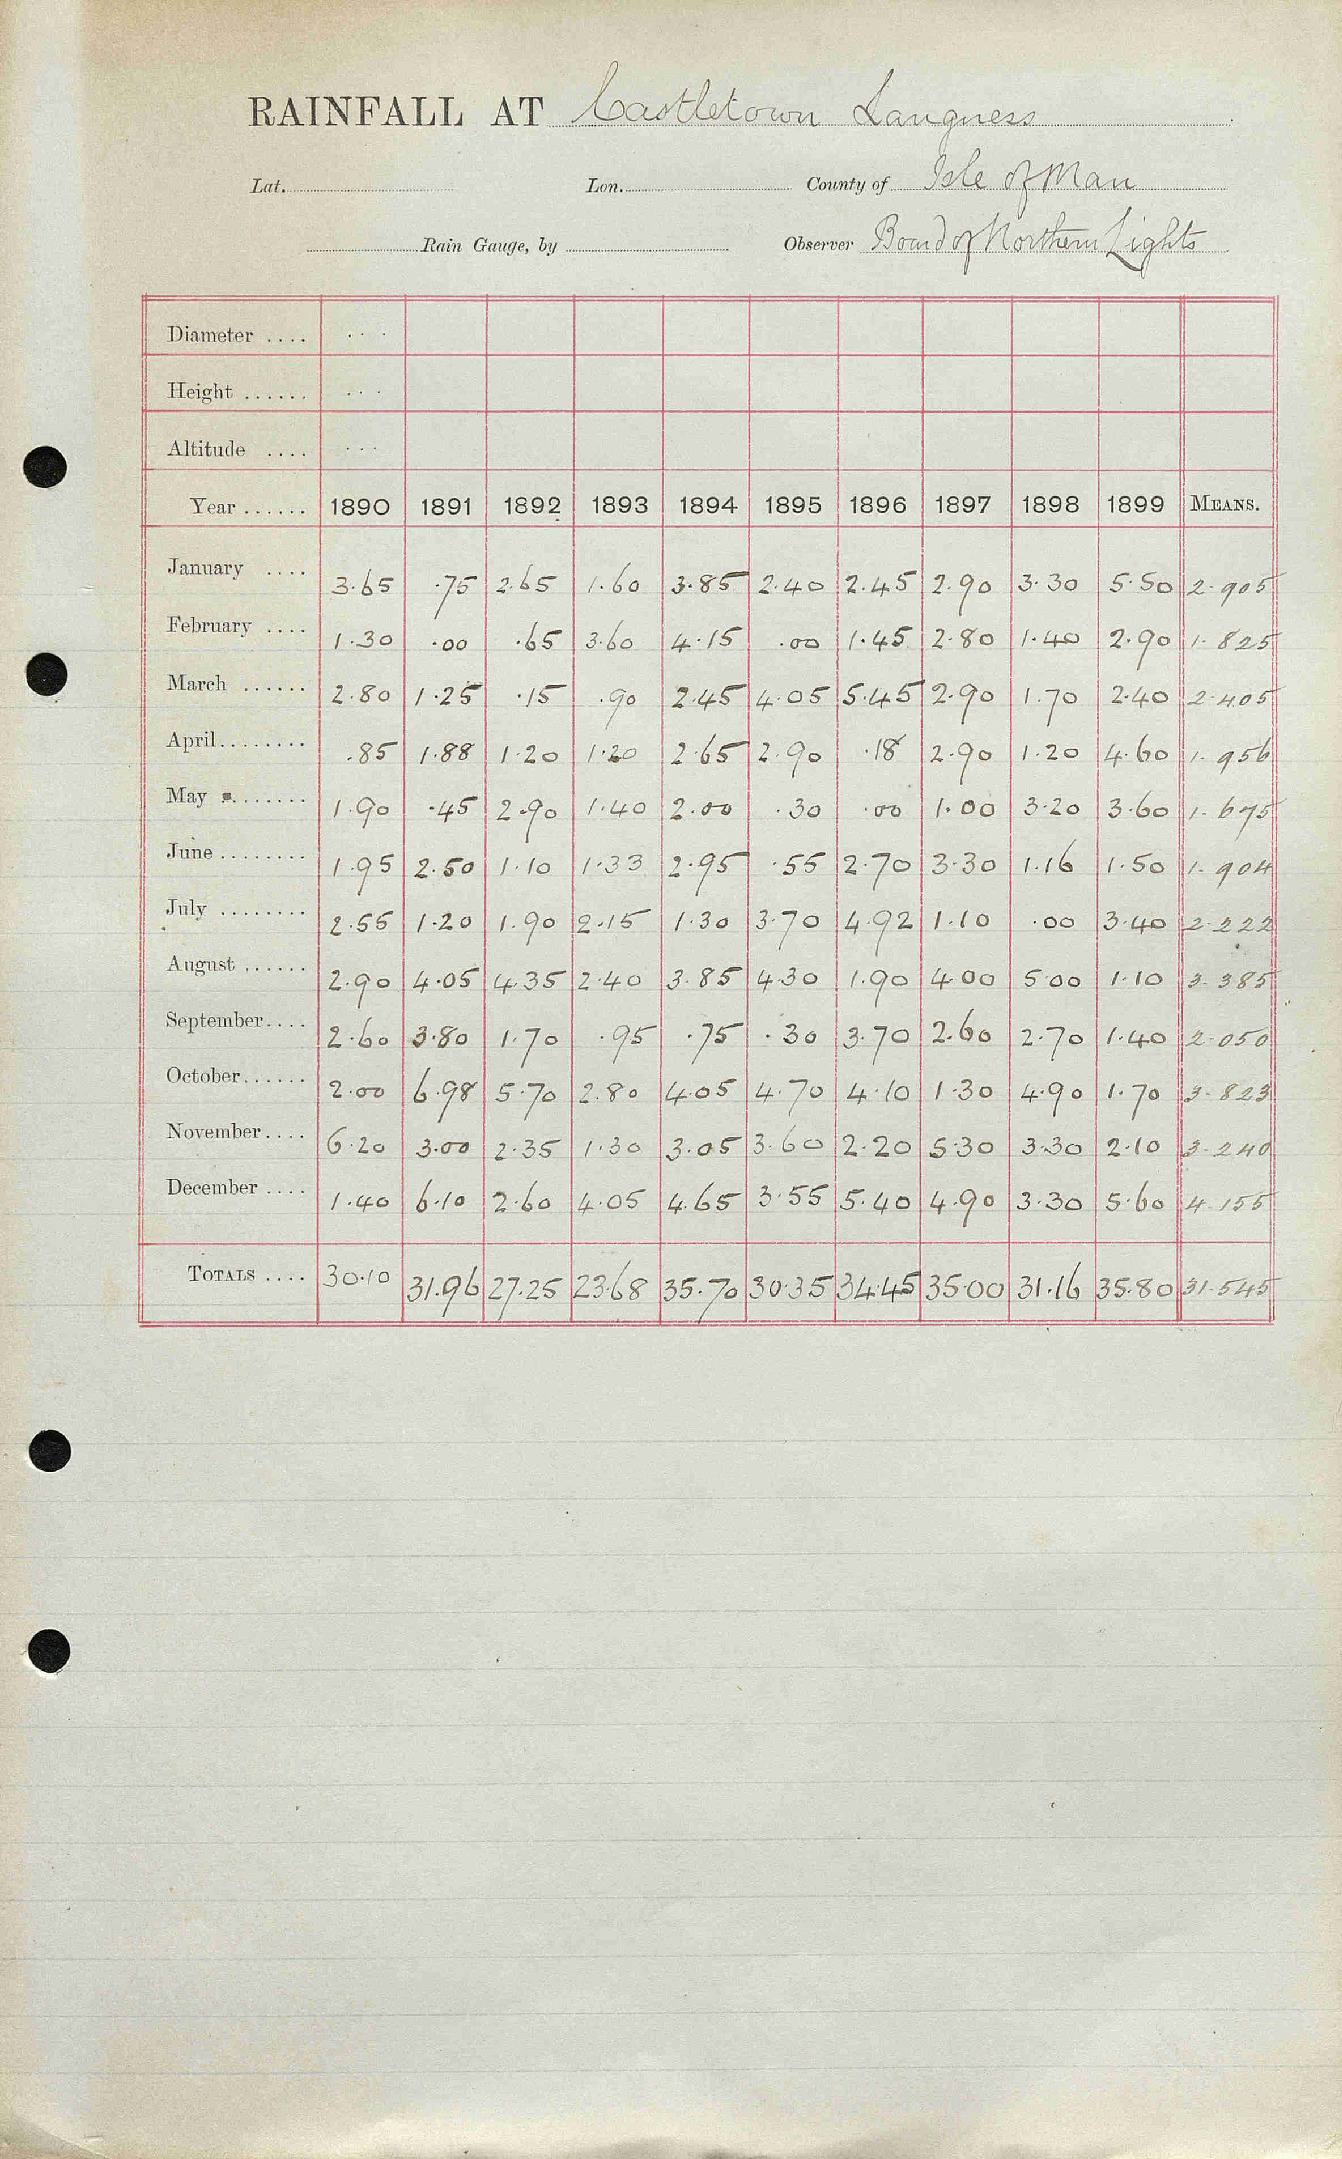 RAINFALL AT Castletown Langness
Lat. Lon. County of Isle of Man
Rain Gauge, by Observer Board of Northern Lights
Diameter .... . . .
Height ...... . . .
Altitude .... . . .
Year ...... 1890 1891 1892 1893 1894 1895 1896 1897 1898 1899 MEANS.
January .... 3.65 .75 2.65 1.60 3.85 2.40 2.45 2.90 3.30 5.50 2.905
February .... 1.30 .00 .65 3.60 4.15 .00 1.45 2.80 1.40 2.90 1.825
March ...... 2.80 1.25 .15 .90 2.45 4.05 5.45 2.90 1.70 2.40 2.405
April........ .85 1.88 1.20 1.20 2.65 2.90 .18 2.90 1.20 4.60 1.956
May ........ 1.90 .45 2.90 1.40 2.00 .30 .00 1.00 3.20 3.60 1.675
June ........ 1.95 2.50 1.10 1.33 2.95 .55 2.70 3.30 1.16 1.50 1.904
July ........ 2.55 1.20 1.90 2.15 1.30 3.70 4.92 1.10 .00 3.40 2.222
August ...... 2.90 4.05 4.35 2.40 3.85 4.30 1.90 4.00 5.00 1.10 3.385
September.... 2.60 3.80 1.70 .95 .75 .30 3.70 2.60 2.70 1.40 2.050
October...... 2.00 6.98 5.70 2.80 4.05 4.70 4.10 1.30 4.90 1.70 3.823
November.... 6.20 3.00 2.35 1.30 3.05 3.60 2.20 5.30 3.30 2.10 3.240
December .... 1.40 6.10 2.60 4.05 4.65 3.55 5.40 4.90 3.30 5.60 4.155
TOTALS .... 30.10 31.96 27.25 23.68 35.70 30.35 34.45 35.00 31.16 35.80 31.545